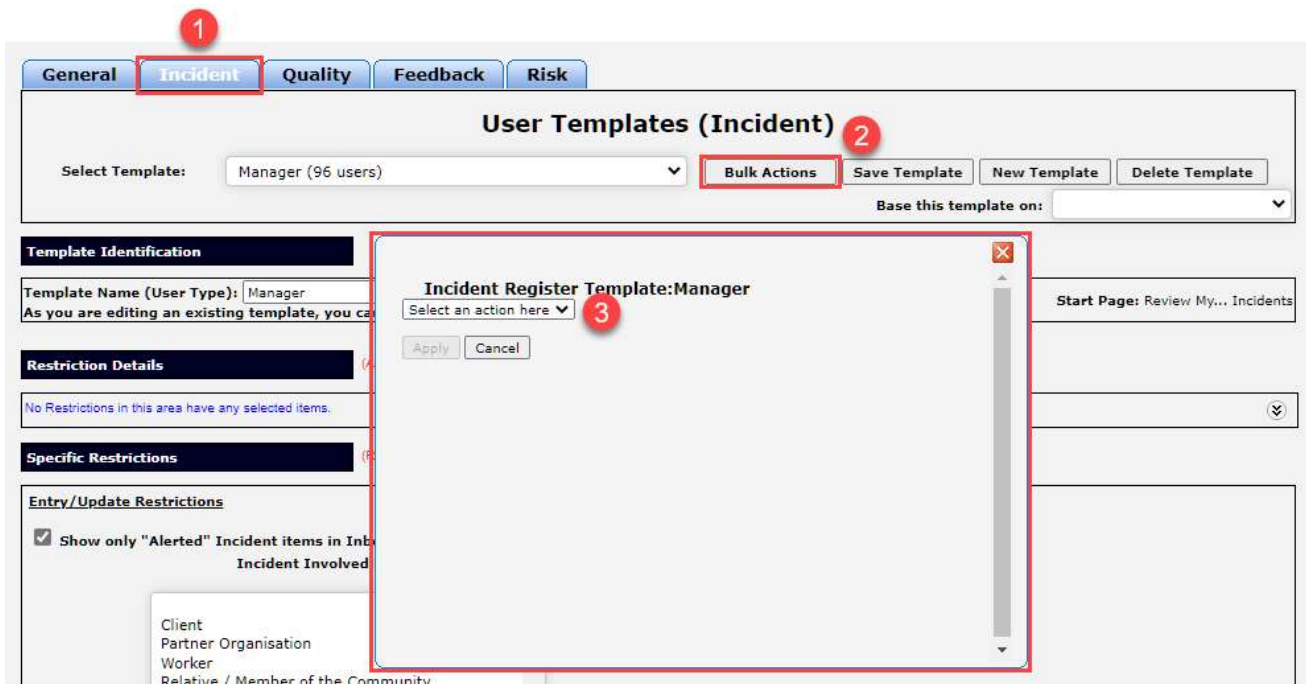 1
General Incident Quality Feedback Risk
User Templates (Incident)
2
Select Template: Manager (96 users) Bulk Actions Save Template New Template Delete Template
Base this template on:
Template Identification
Incident Register Template:Manager
Template Name (User Type): Manager
Start Page: Review My... Incidents
As you are editing an existing template, you ca
Select an action here 3
Apply Cancel
Restriction Details
No Restrictions in this area have any selected items.
Specific Restrictions
Entry/Update Restrictions
Show only "Alerted" Incident items in Inb
Incident Involved
Client
Partner Organisation
Worker
Relative / Member of the Community